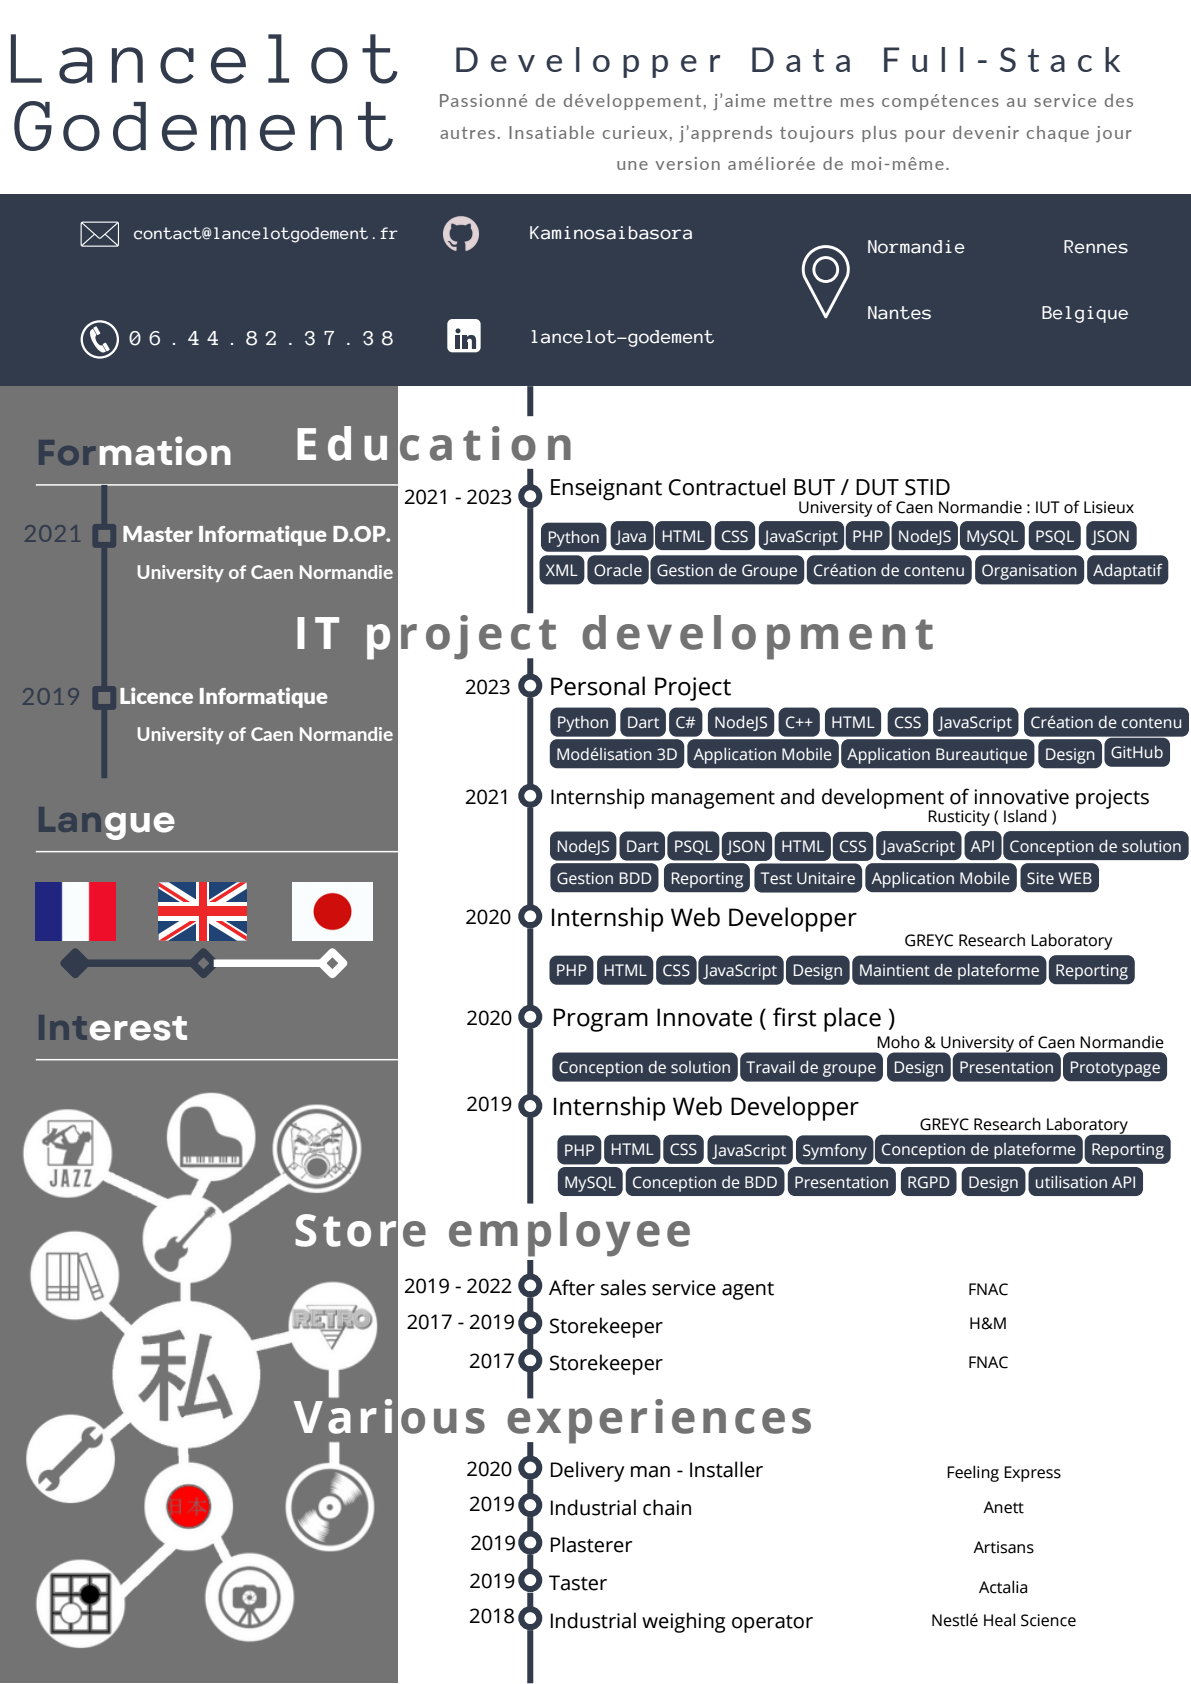 Lancelot
Godement
Developper Data Full-Stack
Passionné de développement, j'aime mettre mes compétences au service des
autres. Insatiable curieux, j'apprends toujours plus pour devenir chaque jour
une version améliorée de moi-même.
contact@lancelotgodement.fr
Kaminosaibasora
06.44.82.37.38
in
lancelot-godement
Normandie Rennes
Nantes Belgique
Formation
2021 Master Informatique D.OP.
University of Caen Normandie
2019 Licence Informatique
University of Caen Normandie
Langue
Interest
JAZZ
RETRO
私
日本
Education
2021 - 2023 Enseignant Contractuel BUT / DUT STID
University of Caen Normandie : IUT of Lisieux
Python Java HTML CSS JavaScript PHP NodeJS MySQL PSQL JSON
XML Oracle Gestion de Groupe Création de contenu Organisation Adaptatif
IT project development
2023 Personal Project
Python Dart C# NodeJS C++ HTML CSS JavaScript Création de contenu
Modélisation 3D Application Mobile Application Bureautique Design GitHub
2021 Internship management and development of innovative projects
Rusticity ( Island )
NodeJS Dart PSQL JSON HTML CSS JavaScript API Conception de solution
Gestion BDD Reporting Test Unitaire Application Mobile Site WEB
2020 Internship Web Developper
GREYC Research Laboratory
PHP HTML CSS JavaScript Design Maintient de plateforme Reporting
2020 Program Innovate ( first place )
Moho & University of Caen Normandie
Conception de solution Travail de groupe Design Presentation Prototypage
2019 Internship Web Developper
GREYC Research Laboratory
PHP HTML CSS JavaScript Symfony Conception de plateforme Reporting
MySQL Conception de BDD Presentation RGPD Design utilisation API
Store employee
2019 - 2022 After sales service agent FNAC
2017 - 2019 Storekeeper H&M
2017 Storekeeper FNAC
Various experiences
2020 Delivery man - Installer Feeling Express
2019 Industrial chain Anett
2019 Plasterer Artisans
2019 Taster Actalia
2018 Industrial weighing operator Nestlé Heal Science